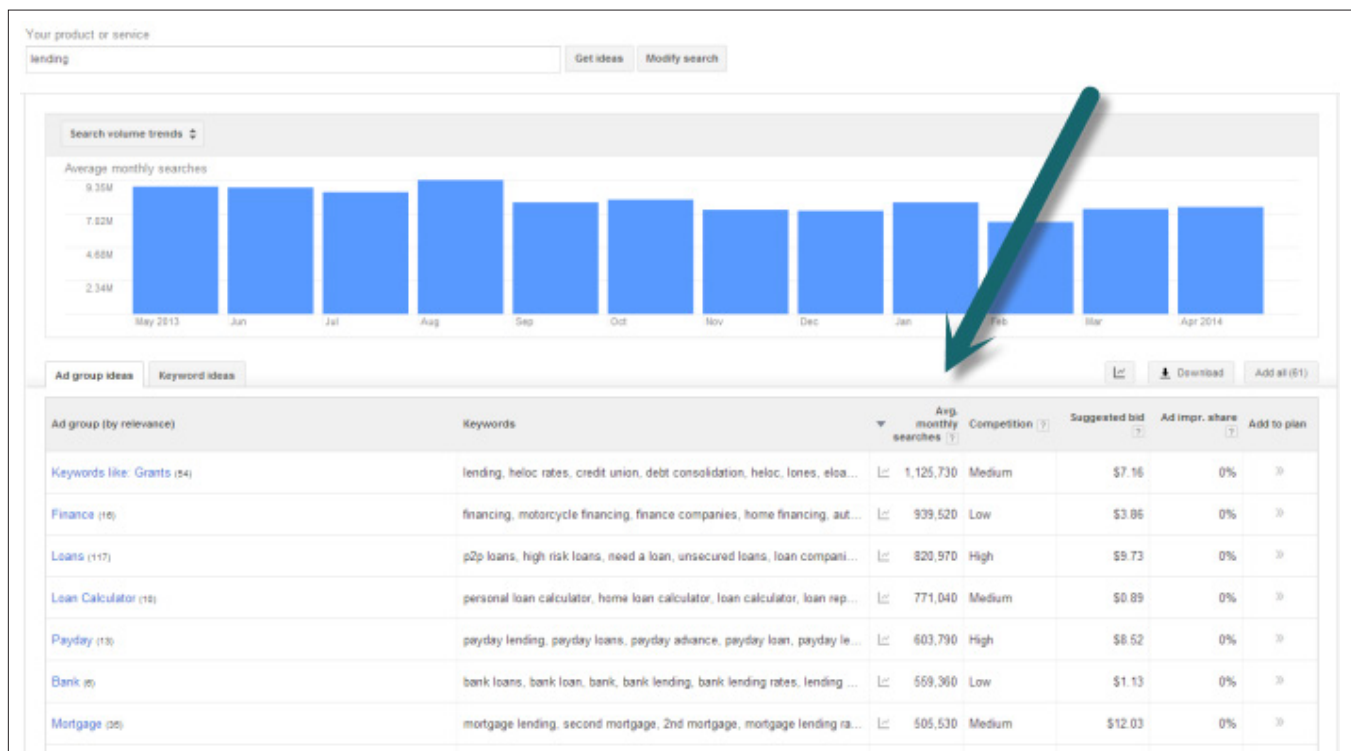 Your product or service
lending
Get ideas Modify search
Search volume trends
Average monthly searches
9.35M
7.02M
4.68M
2.34M
May 2013 Jun Jul Aug Sep Oct Nov Dec Jan Feb Mar Apr 2014
Ad group ideas Keyword ideas Download Add all (61)
Ad group (by relevance) Keywords Avg. monthly searches ? Competition ? Suggested bid ? Ad impr. share ? Add to plan
Keywords like: Grants (54) lending, heloc rates, credit union, debt consolidation, heloc, lones, eloa... 1,125,730 Medium $7.16 0% »
Finance (16) financing, motorcycle financing, finance companies, home financing, aut... 939,520 Low $3.86 0% »
Loans (117) p2p loans, high risk loans, need a loan, unsecured loans, loan compani... 820,970 High $9.73 0% »
Loan Calculator personal loan calculator, home loan calculator, loan calculator, loan rep... 771,040 Medium $0.89 0% »
Payday (13) payday lending, payday loans, payday advance, payday loan, payday le... 603,790 High $8.52 0% »
Bank (6) bank loans, bank loan, bank, bank lending, bank lending rates, lending ... 559,360 Low $1.13 0% »
Mortgage (35) mortgage lending, second mortgage, 2nd mortgage, mortgage lending ra... 505,530 Medium $12.03 0% »